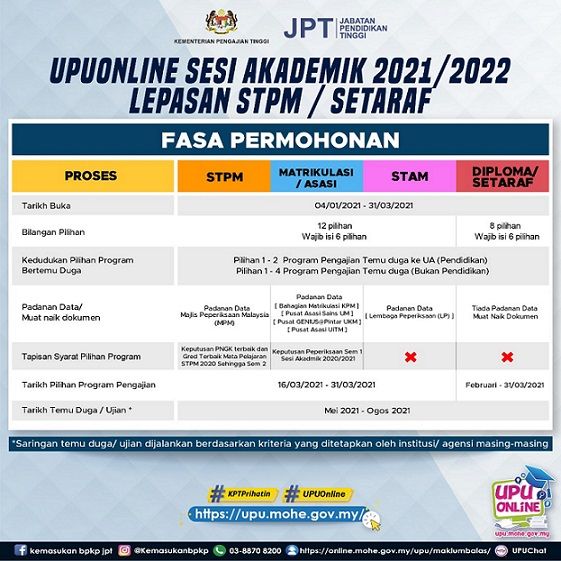 KEMENTERIAN PENGAJIAN TINGGI
JPT
JABATAN
PENDIDIKAN
TINGGI
UPUONLINE SESI AKADEMIK 2021/2022
LEPASAN STPM / SETARAF
FASA PERMOHONAN
PROSES
STPM
MATRIKULASI
/ ASASI
STAM
DIPLOMA/
SETARAF
Tarikh Buka
04/01/2021 - 31/03/2021
Bilangan Pilihan
12 pilihan
Wajib isi 6 pilihan
8 pilihan
Wajib isi 6 pilihan
Kedudukan Pilihan Program
Bertemu Duga
Pilihan 1 - 2 Program Pengajian Temu duga ke UA (Pendidikan)
Pilihan 1 - 4 Program Pengajian Temu duga (Bukan Pendidikan)
Padanan Data/
Muat naik dokumen
Padanan Data
Majlis Peperiksaan Malaysia
(MPM)
Padanan Data
[ Bahagian Matrikulasi KPM ]
[ Pusat Asasi Sains UM ]
[ Pusat GENIUS@Pintar UKM ]
[ Pusat Asasi UITM ]
Padanan Data
[ Lembaga Peperiksaan (LP) ]
Tiada Padanan Data
Muat Naik Dokumen
Tapisan Syarat Pilihan Program
Keputusan PNGK terbaik dan
Gred Terbaik Mata Pelajaran
STPM 2020 Sehingga Sem 2
Keputusan Peperiksaan Sem 1
Sesi Akademik 2020/2021
Tarikh Pilihan Program Pengajian
16/03/2021 - 31/03/2021
Februari - 31/03/2021
Tarikh Temu Duga / Ujian *
Mei 2021 - Ogos 2021
*Saringan temu duga/ ujian dijalankan berdasarkan kriteria yang ditetapkan oleh institusi/ agensi masing-masing
#KPTPrihatin
#UPUOnline
https://upu.mohe.gov.my/
UPU
ONLINE
upu.mohe.gov.my
kemasukan bpkp jpt
@Kemasukanbpkp
03-8870 8200
https://online.mohe.gov.my/upu/maklumbalas/
UPUChat